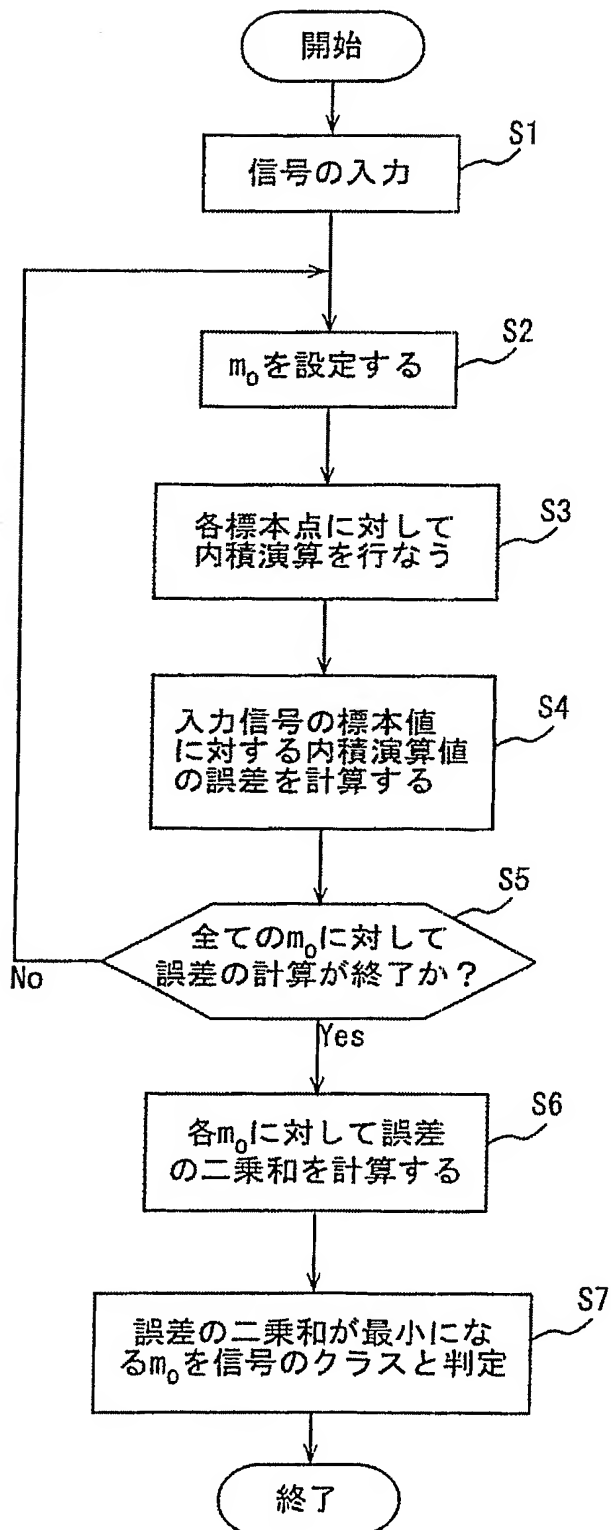 開始
S1
信号の入力
S2
m₀を設定する
S3
各標本点に対して
内積演算を行なう
S4
入力信号の標本値
に対する内積演算値
の誤差を計算する
S5
全てのm₀に対して
誤差の計算が終了か？
No
Yes
S6
各m₀に対して誤差
の二乗和を計算する
S7
誤差の二乗和が最小にな
るm₀を信号のクラスと判定
終了